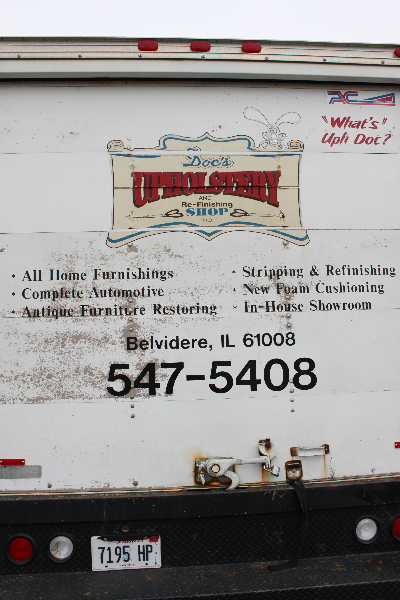 "What's"
Uph Doc?
Doc's
UPHOLSTERY
AND
Re-Finishing
SHOP
• All Home Furnishings
• Complete Automotive
• Antique Furniture Restoring
• Stripping & Refinishing
• New Foam Cushioning
• In-House Showroom
Belvidere, IL 61008
547-5408
7195 HP